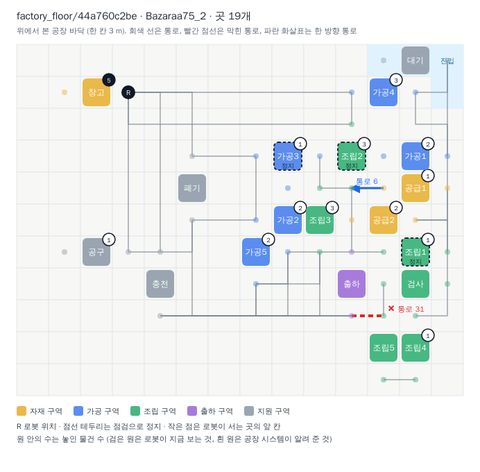 factory_floor/44a760c2be · Bazaraa75_2 · 곳 19개
위에서 본 공장 바닥 (한 칸 3 m). 회색 선은 통로, 빨간 점선은 막힌 통로, 파란 화살표는 한 방향 통로
대기 진입
창고 5 R 가공4 3
가공3 1 정지 조립2 3 정지 가공1 2
폐기 통로 6 공급1 1
가공2 2 조립3 3 공급2 2
공구 1 가공5 2 조립1 1 정지
충전 출하 검사
× 통로 31
조립5 조립4 1
자재 구역 가공 구역 조립 구역 출하 구역 지원 구역
R 로봇 위치 · 점선 테두리는 점검으로 정지 · 작은 점은 로봇이 서는 곳의 앞 칸
원 안의 수는 놓인 물건 수 (검은 원은 로봇이 지금 보는 것, 흰 원은 공장 시스템이 알려 준 것)